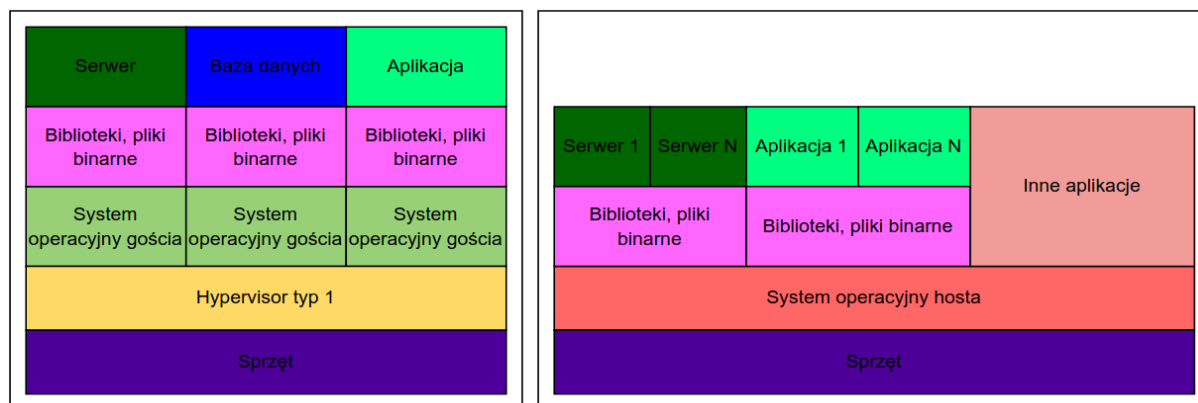 Serwer
Baza danych
Aplikacja
Biblioteki, pliki
binarne
Biblioteki, pliki
binarne
Biblioteki, pliki
binarne
System
operacyjny gościa
System
operacyjny gościa
System
operacyjny gościa
Hypervisor typ 1
Sprzęt
Serwer 1
Serwer N
Aplikacja 1
Aplikacja N
Inne aplikacje
Biblioteki, pliki
binarne
Biblioteki, pliki binarne
System operacyjny hosta
Sprzęt